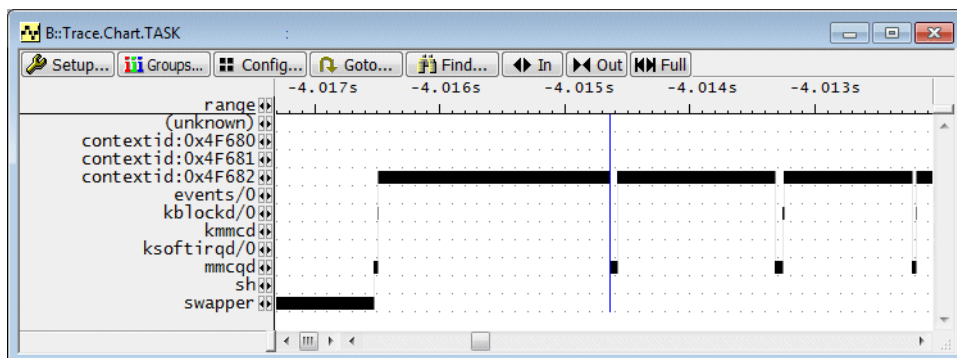 B::Trace.Chart.TASK :
Setup... Groups... Config... Goto... Find... In Out Full
-4.017s -4.016s -4.015s -4.014s -4.013s
range
(unknown)
contextid:0x4F680
contextid:0x4F681
contextid:0x4F682
events/0
kblockd/0
kmmcd
ksoftirqd/0
mmcqd
sh
swapper